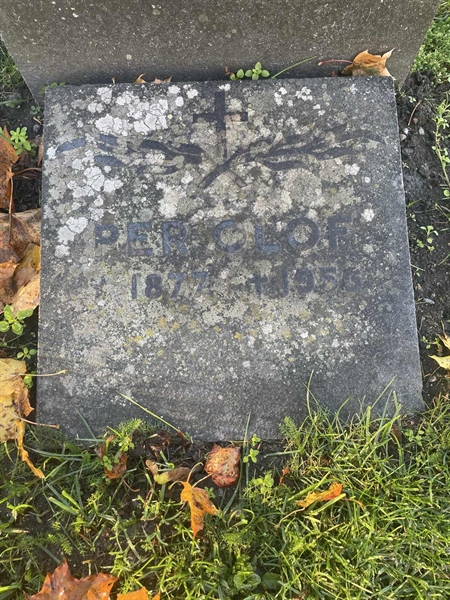 PER OLOF
* 1877 + 1956